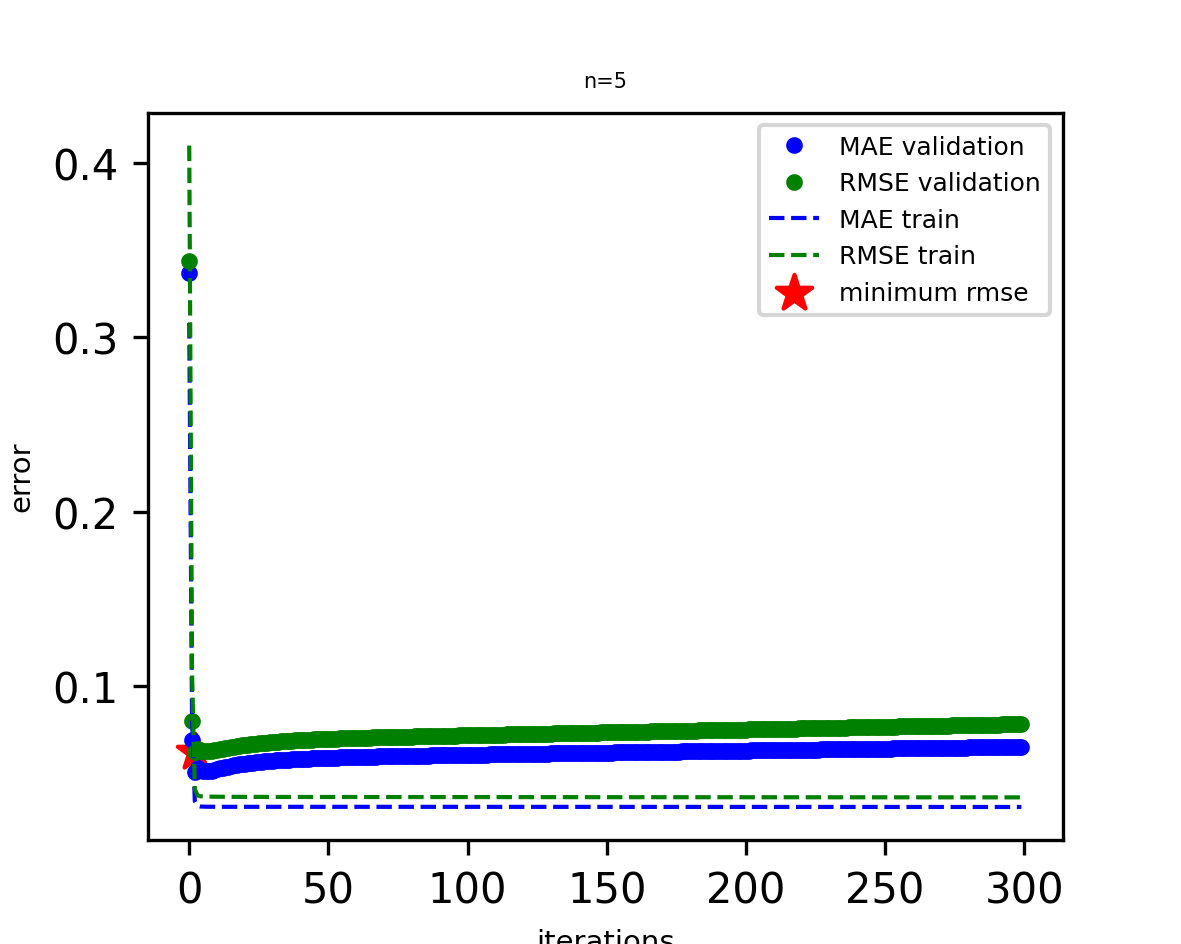 n=5
MAE validation
RMSE validation
MAE train
RMSE train
minimum rmse
error
0.4
0.3
0.2
0.1
0 50 100 150 200 250 300
iterations